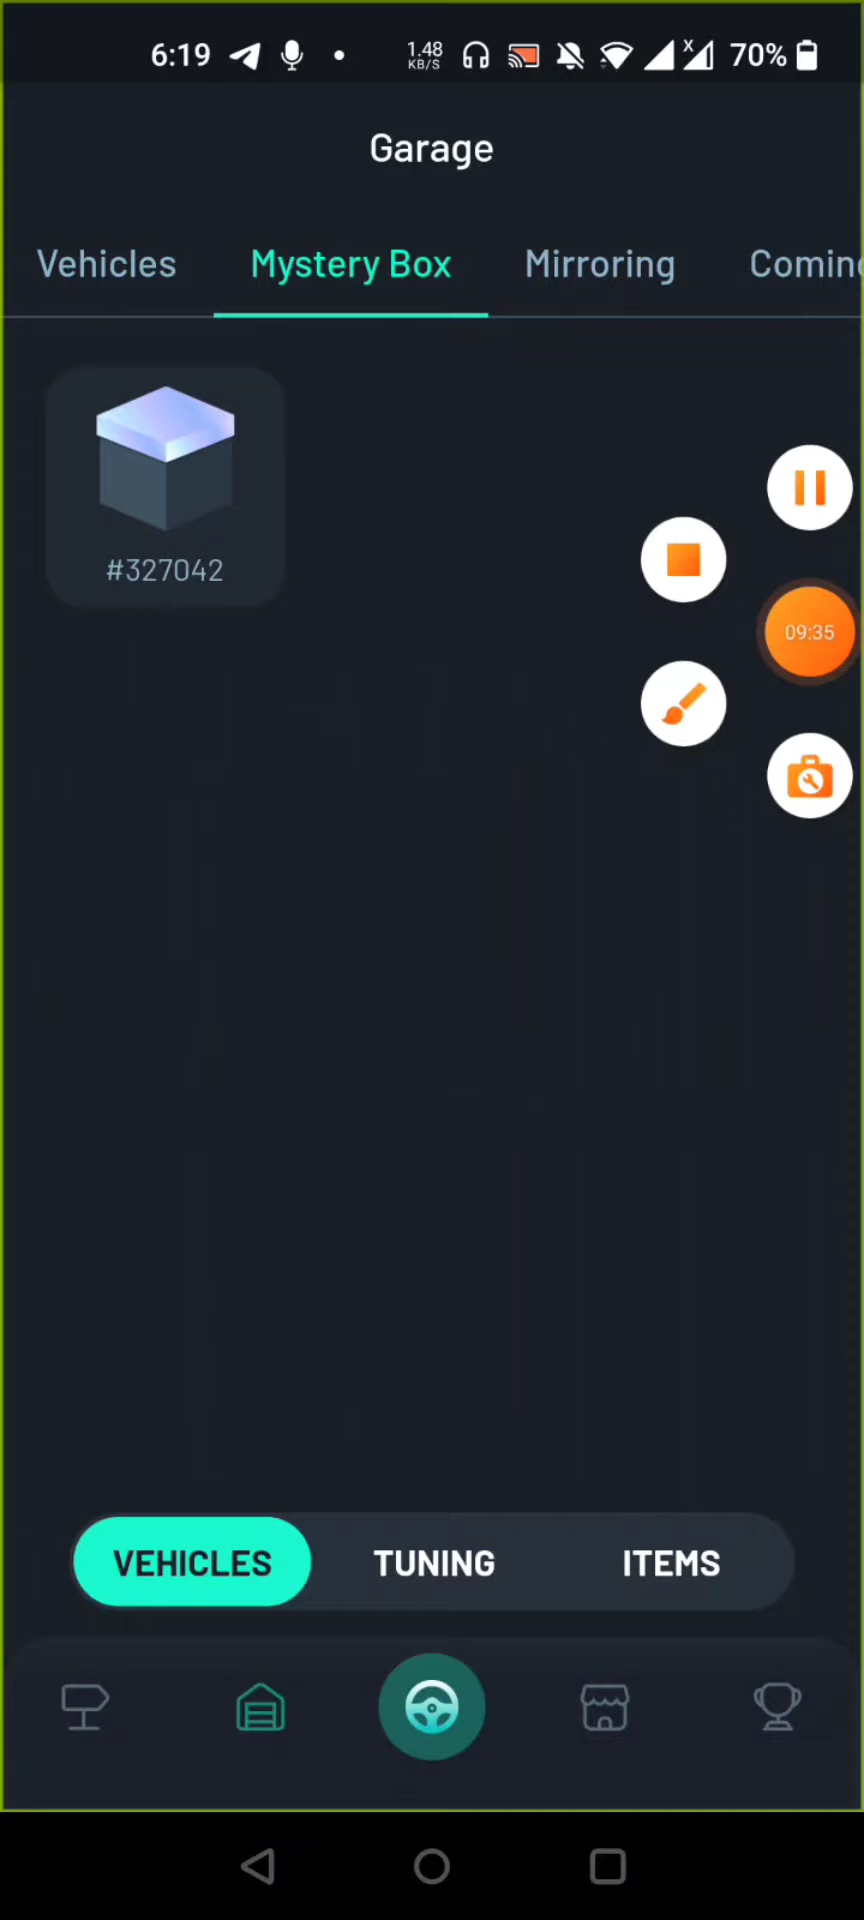 6:19 1.48 KB/S 70%
Garage
Vehicles Mystery Box Mirroring Coming
#327042
09:35
VEHICLES TUNING ITEMS